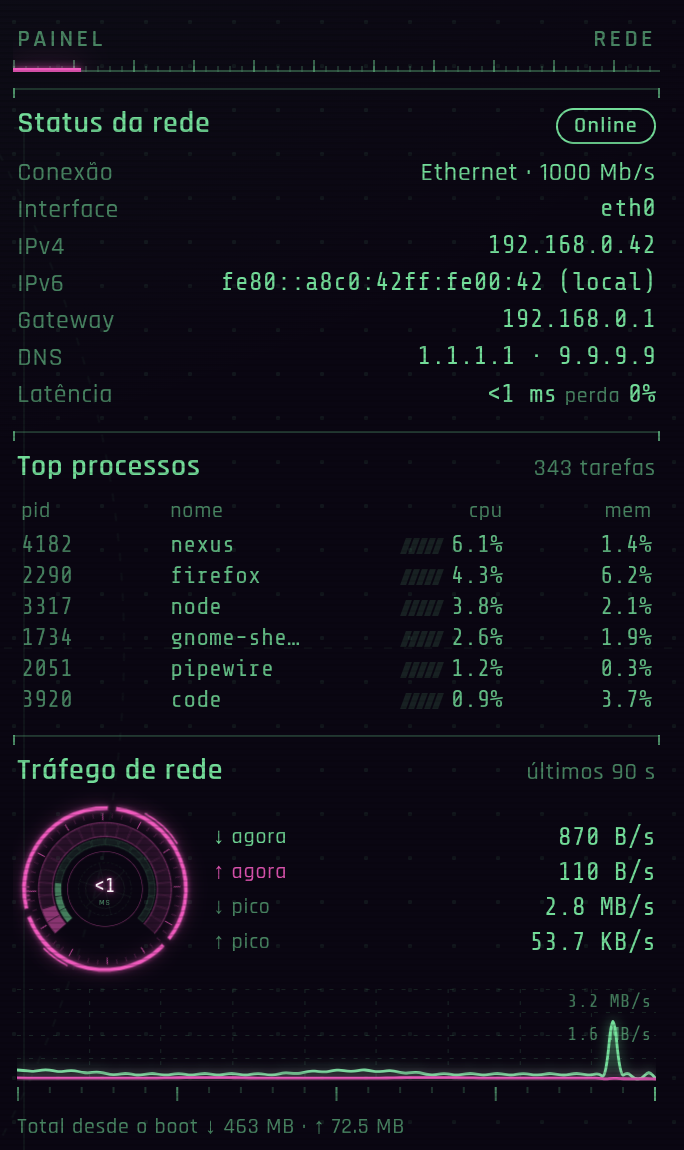 PAINEL REDE
Status da rede Online
Conexão Ethernet · 1000 Mb/s
Interface eth0
IPv4 192.168.0.42
IPv6 fe80::a8c0:42ff:fe00:42 (local)
Gateway 192.168.0.1
DNS 1.1.1.1 · 9.9.9.9
Latência <1 ms perda 0%
Top processos 343 tarefas
pid nome cpu mem
4182 nexus 6.1% 1.4%
2290 firefox 4.3% 6.2%
3317 node 3.8% 2.1%
1734 gnome-she… 2.6% 1.9%
2051 pipewire 1.2% 0.3%
3920 code 0.9% 3.7%
Tráfego de rede últimos 90 s
<1
MS
↓ agora 870 B/s
↑ agora 110 B/s
↓ pico 2.8 MB/s
↑ pico 53.7 KB/s
3.2 MB/s
1.6 MB/s
Total desde o boot ↓ 463 MB · ↑ 72.5 MB